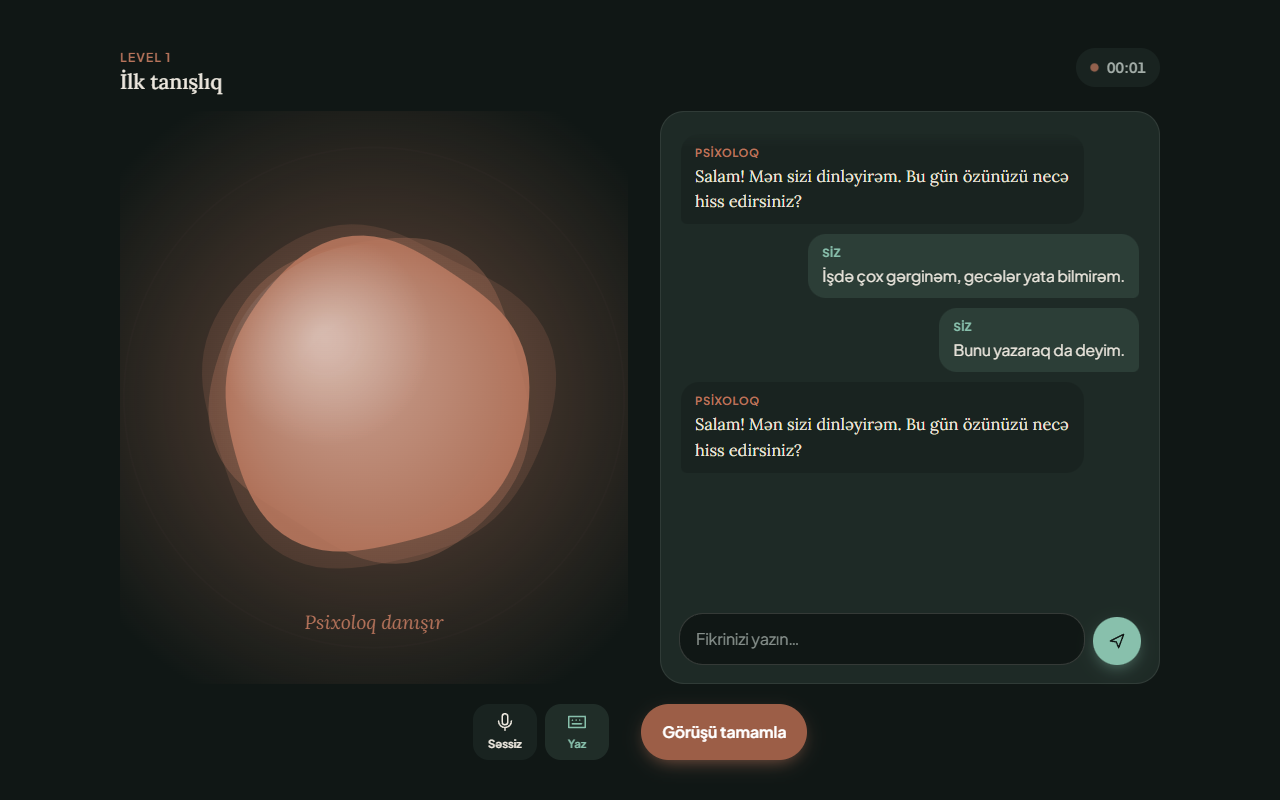 LEVEL 1
İlk tanışlıq
00:01
PSİXOLOQ
Salam! Mən sizi dinləyirəm. Bu gün özünüzü necə
hiss edirsiniz?
SİZ
İşdə çox gərginəm, gecələr yata bilmirəm.
SİZ
Bunu yazaraq da deyim.
PSİXOLOQ
Salam! Mən sizi dinləyirəm. Bu gün özünüzü necə
hiss edirsiniz?
Psixoloq danışır
Fikrinizi yazın...
Səssiz
Yaz
Görüşü tamamla